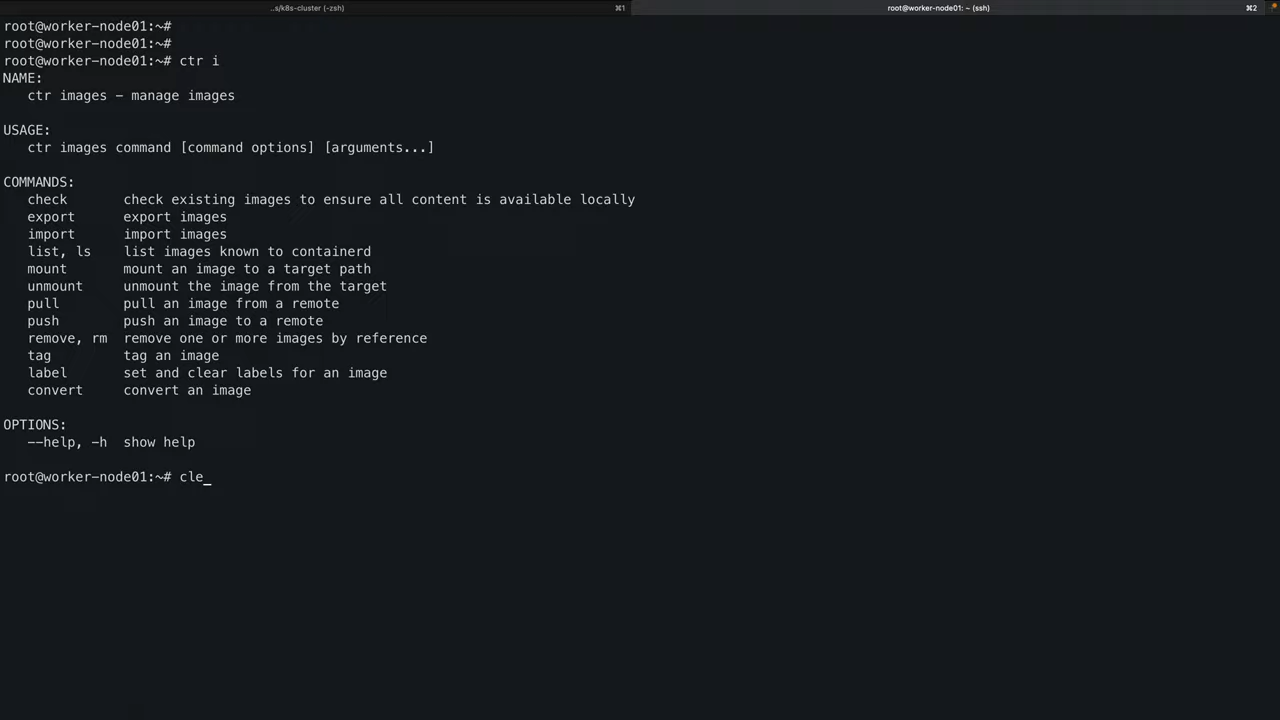 ..s/k8s-cluster (-zsh) ⌘1 root@worker-node01: ~ (ssh) ⌘2
root@worker-node01:~#
root@worker-node01:~#
root@worker-node01:~# ctr i
NAME:
   ctr images - manage images

USAGE:
   ctr images command [command options] [arguments...]

COMMANDS:
   check       check existing images to ensure all content is available locally
   export      export images
   import      import images
   list, ls    list images known to containerd
   mount       mount an image to a target path
   unmount     unmount the image from the target
   pull        pull an image from a remote
   push        push an image to a remote
   remove, rm  remove one or more images by reference
   tag         tag an image
   label       set and clear labels for an image
   convert     convert an image

OPTIONS:
   --help, -h  show help

root@worker-node01:~# cle_